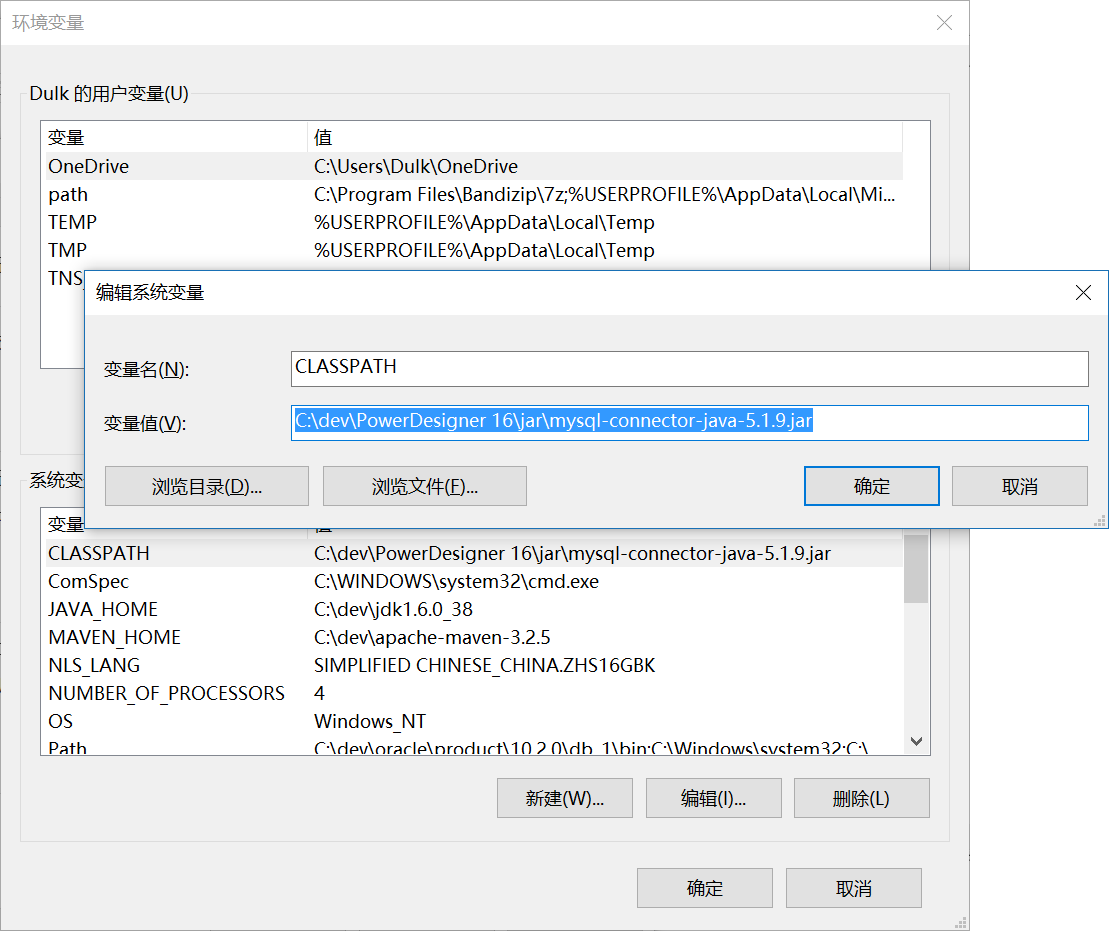 环境变量
Dulk 的用户变量(U)
变量 值
OneDrive C:\Users\Dulk\OneDrive
path C:\Program Files\Bandizip\7z;%USERPROFILE%\AppData\Local\Mi...
TEMP %USERPROFILE%\AppData\Local\Temp
TMP %USERPROFILE%\AppData\Local\Temp
TNS
编辑系统变量
变量名(N): CLASSPATH
变量值(V): C:\dev\PowerDesigner 16\jar\mysql-connector-java-5.1.9.jar
浏览目录(D)... 浏览文件(F)... 确定 取消
系统变
变量 值
CLASSPATH C:\dev\PowerDesigner 16\jar\mysql-connector-java-5.1.9.jar
ComSpec C:\WINDOWS\system32\cmd.exe
JAVA_HOME C:\dev\jdk1.6.0_38
MAVEN_HOME C:\dev\apache-maven-3.2.5
NLS_LANG SIMPLIFIED CHINESE_CHINA.ZHS16GBK
NUMBER_OF_PROCESSORS 4
OS Windows_NT
Path C:\dev\oracle\product\10.2.0\db_1\bin;C:\Windows\system32;C:\
新建(W)... 编辑(I)... 删除(L)
确定 取消